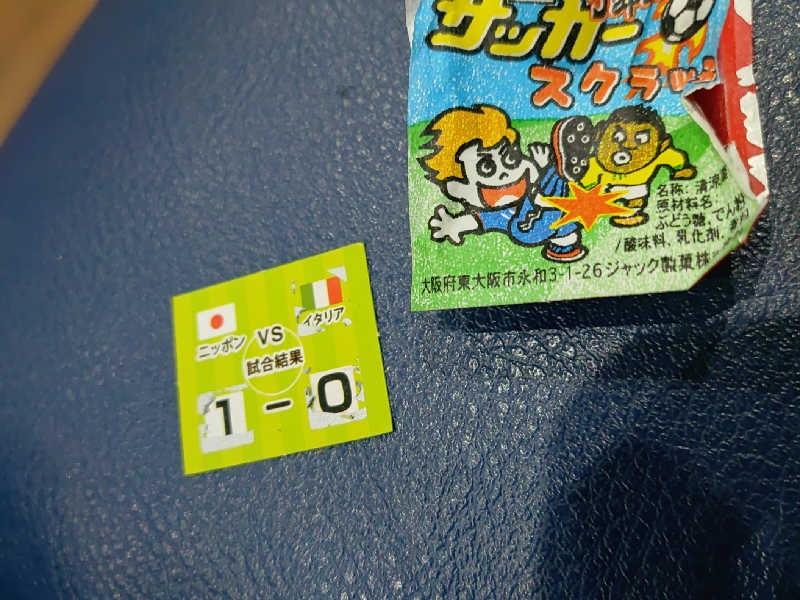 サッカー
スクラッ
名称:清涼
原材料名:
ぶどう糖、でん
/酸味料、乳化剤、
大阪府東大阪市永和3-1-26ジャック製菓株
ニッポン
VS
イタリア
試合結果
1 - 0